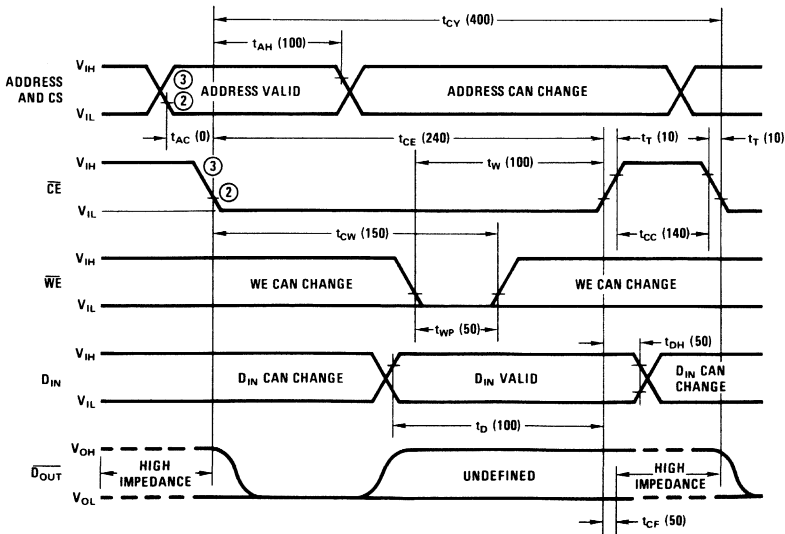 tCY (400)
tAH (100)
ADDRESS
AND CS
VIH
VIL
③
②
ADDRESS VALID
ADDRESS CAN CHANGE
tAC (0)
tCE (240)
tT (10)
tT (10)
tW (100)
CE
VIH
VIL
③
②
tCC (140)
tCW (150)
WE
VIH
VIL
WE CAN CHANGE
WE CAN CHANGE
tWP (50)
tDH (50)
DIN
VIH
VIL
DIN CAN CHANGE
DIN VALID
DIN CAN
CHANGE
tD (100)
DOUT
VOH
VOL
HIGH
IMPEDANCE
UNDEFINED
HIGH
IMPEDANCE
tCF (50)